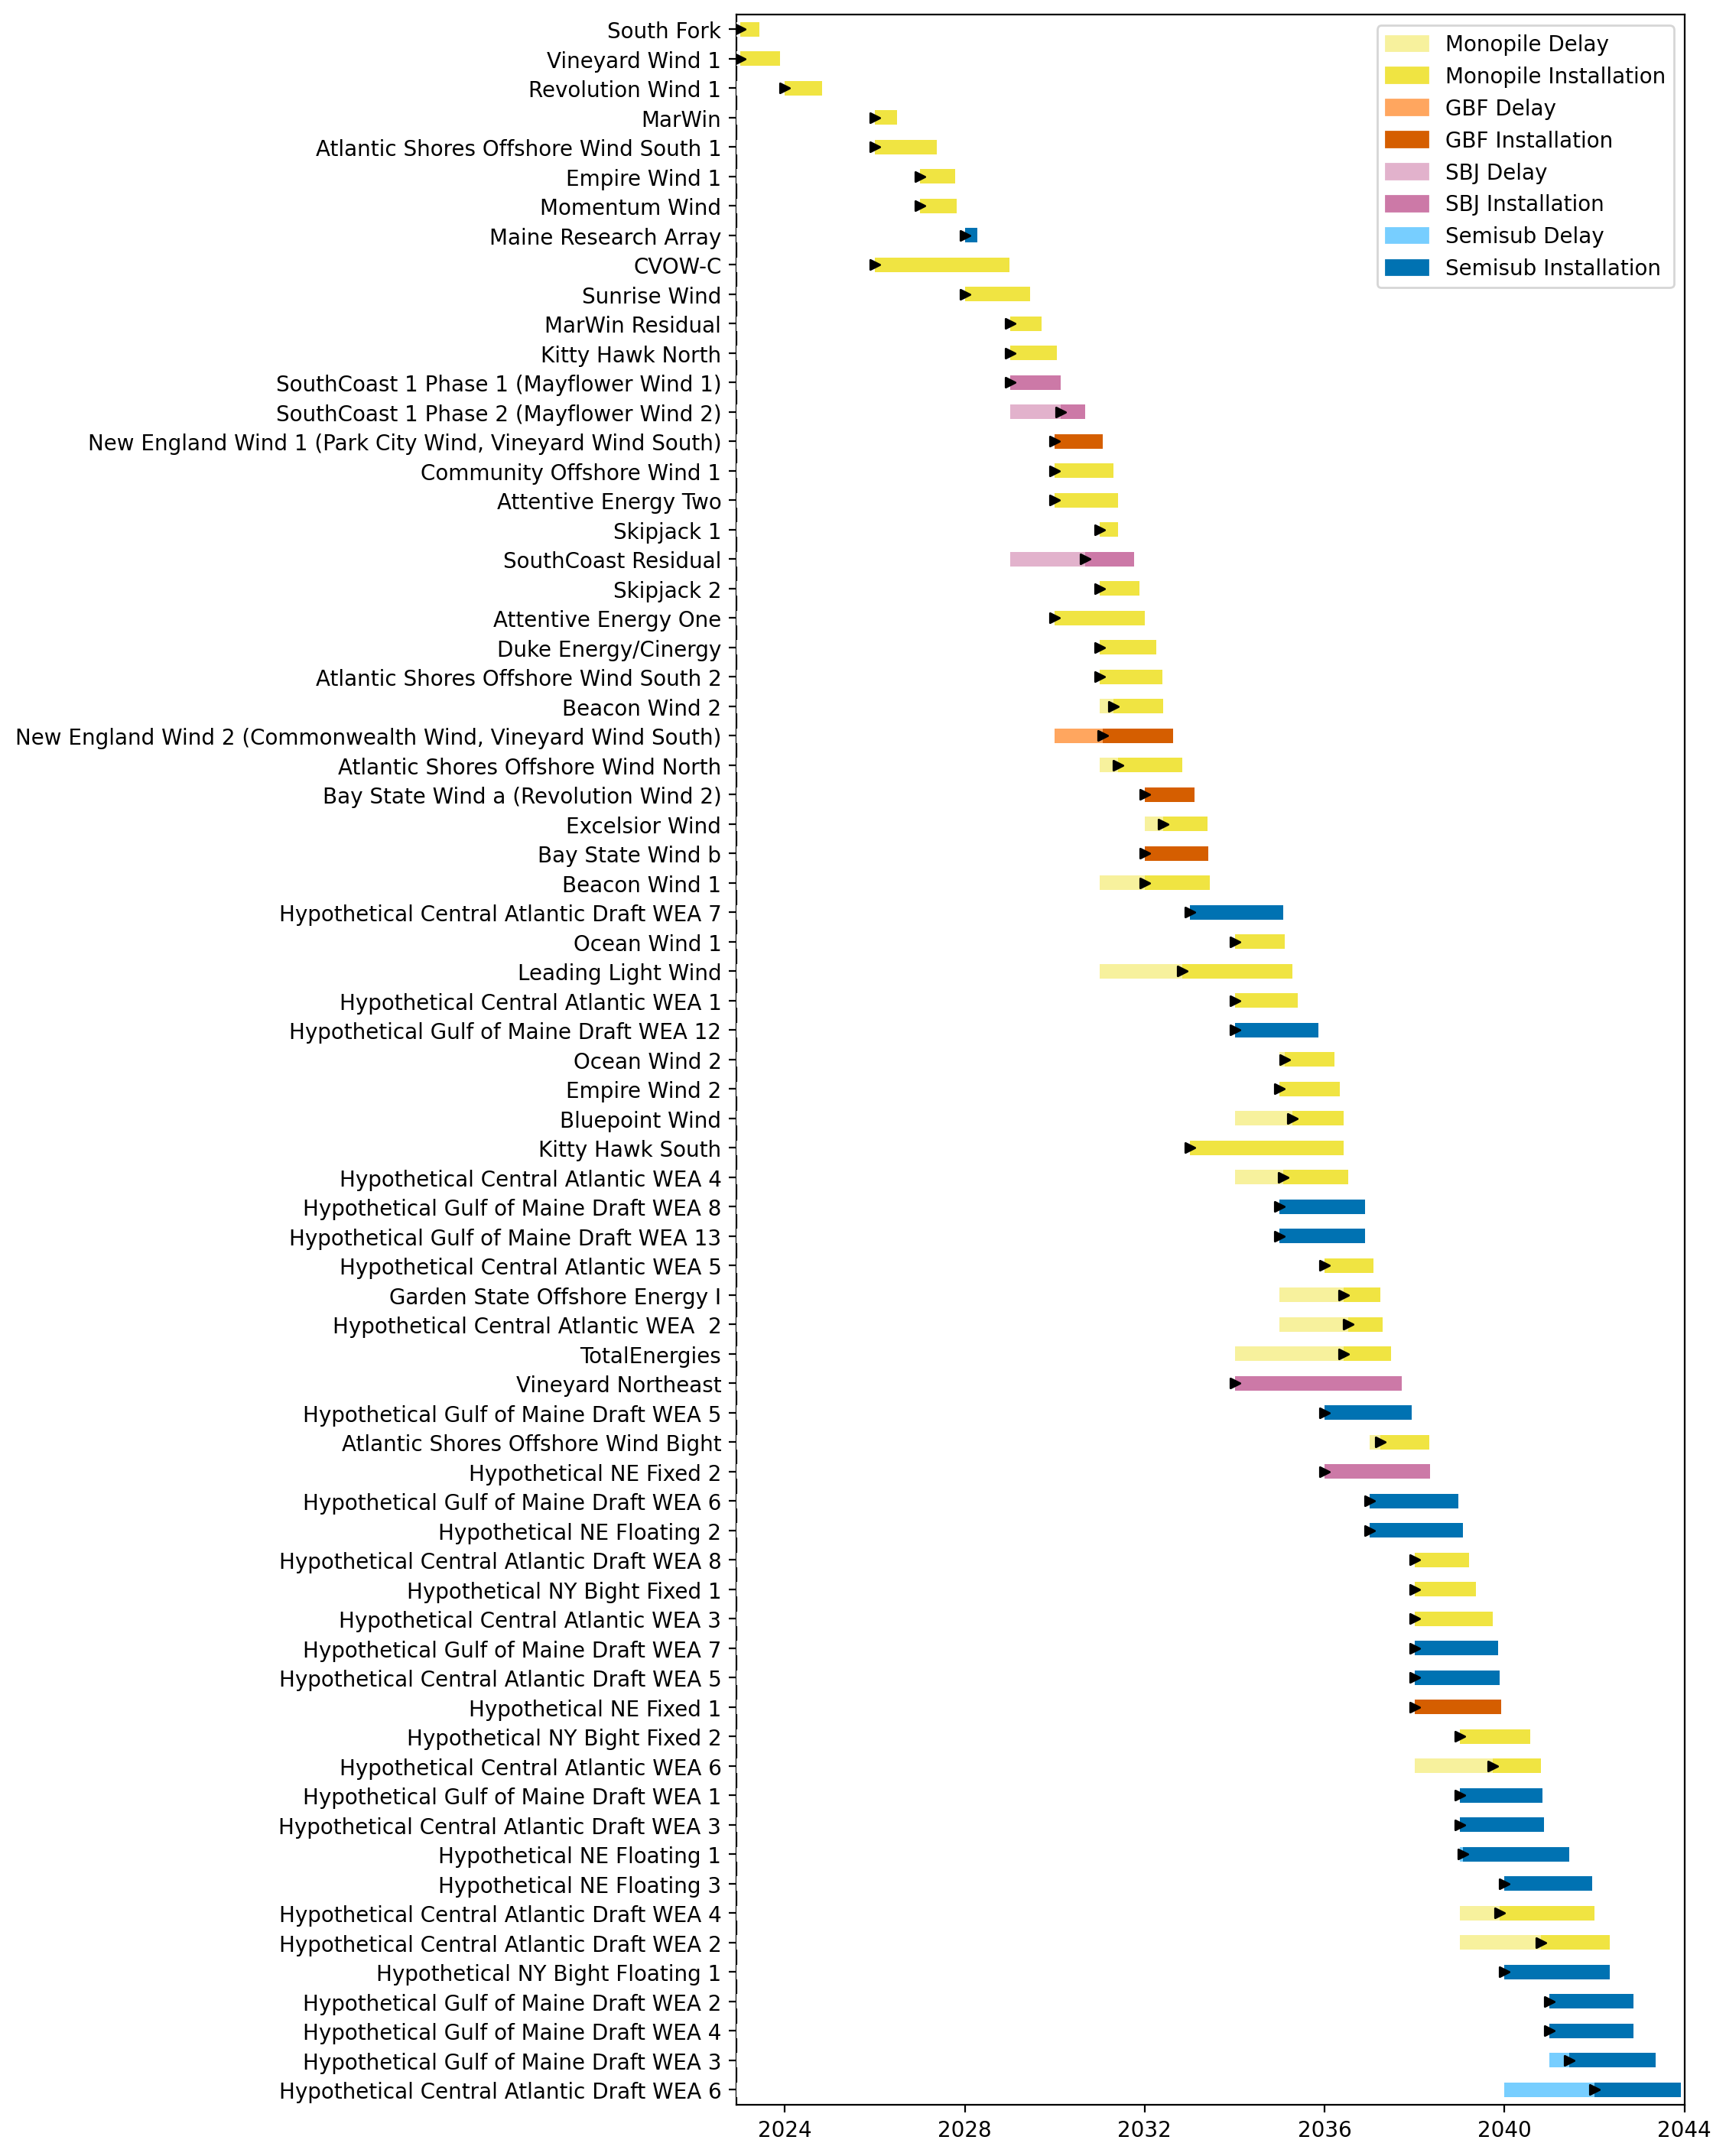 South Fork
Vineyard Wind 1
Revolution Wind 1
MarWin
Atlantic Shores Offshore Wind South 1
Empire Wind 1
Momentum Wind
Maine Research Array
CVOW-C
Sunrise Wind
MarWin Residual
Kitty Hawk North
SouthCoast 1 Phase 1 (Mayflower Wind 1)
SouthCoast 1 Phase 2 (Mayflower Wind 2)
New England Wind 1 (Park City Wind, Vineyard Wind South)
Community Offshore Wind 1
Attentive Energy Two
Skipjack 1
SouthCoast Residual
Skipjack 2
Attentive Energy One
Duke Energy/Cinergy
Atlantic Shores Offshore Wind South 2
Beacon Wind 2
New England Wind 2 (Commonwealth Wind, Vineyard Wind South)
Atlantic Shores Offshore Wind North
Bay State Wind a (Revolution Wind 2)
Excelsior Wind
Bay State Wind b
Beacon Wind 1
Hypothetical Central Atlantic Draft WEA 7
Ocean Wind 1
Leading Light Wind
Hypothetical Central Atlantic WEA 1
Hypothetical Gulf of Maine Draft WEA 12
Ocean Wind 2
Empire Wind 2
Bluepoint Wind
Kitty Hawk South
Hypothetical Central Atlantic WEA 4
Hypothetical Gulf of Maine Draft WEA 8
Hypothetical Gulf of Maine Draft WEA 13
Hypothetical Central Atlantic WEA 5
Garden State Offshore Energy I
Hypothetical Central Atlantic WEA  2
TotalEnergies
Vineyard Northeast
Hypothetical Gulf of Maine Draft WEA 5
Atlantic Shores Offshore Wind Bight
Hypothetical NE Fixed 2
Hypothetical Gulf of Maine Draft WEA 6
Hypothetical NE Floating 2
Hypothetical Central Atlantic Draft WEA 8
Hypothetical NY Bight Fixed 1
Hypothetical Central Atlantic WEA 3
Hypothetical Gulf of Maine Draft WEA 7
Hypothetical Central Atlantic Draft WEA 5
Hypothetical NE Fixed 1
Hypothetical NY Bight Fixed 2
Hypothetical Central Atlantic WEA 6
Hypothetical Gulf of Maine Draft WEA 1
Hypothetical Central Atlantic Draft WEA 3
Hypothetical NE Floating 1
Hypothetical NE Floating 3
Hypothetical Central Atlantic Draft WEA 4
Hypothetical Central Atlantic Draft WEA 2
Hypothetical NY Bight Floating 1
Hypothetical Gulf of Maine Draft WEA 2
Hypothetical Gulf of Maine Draft WEA 4
Hypothetical Gulf of Maine Draft WEA 3
Hypothetical Central Atlantic Draft WEA 6
Monopile Delay
Monopile Installation
GBF Delay
GBF Installation
SBJ Delay
SBJ Installation
Semisub Delay
Semisub Installation
2024 2028 2032 2036 2040 2044